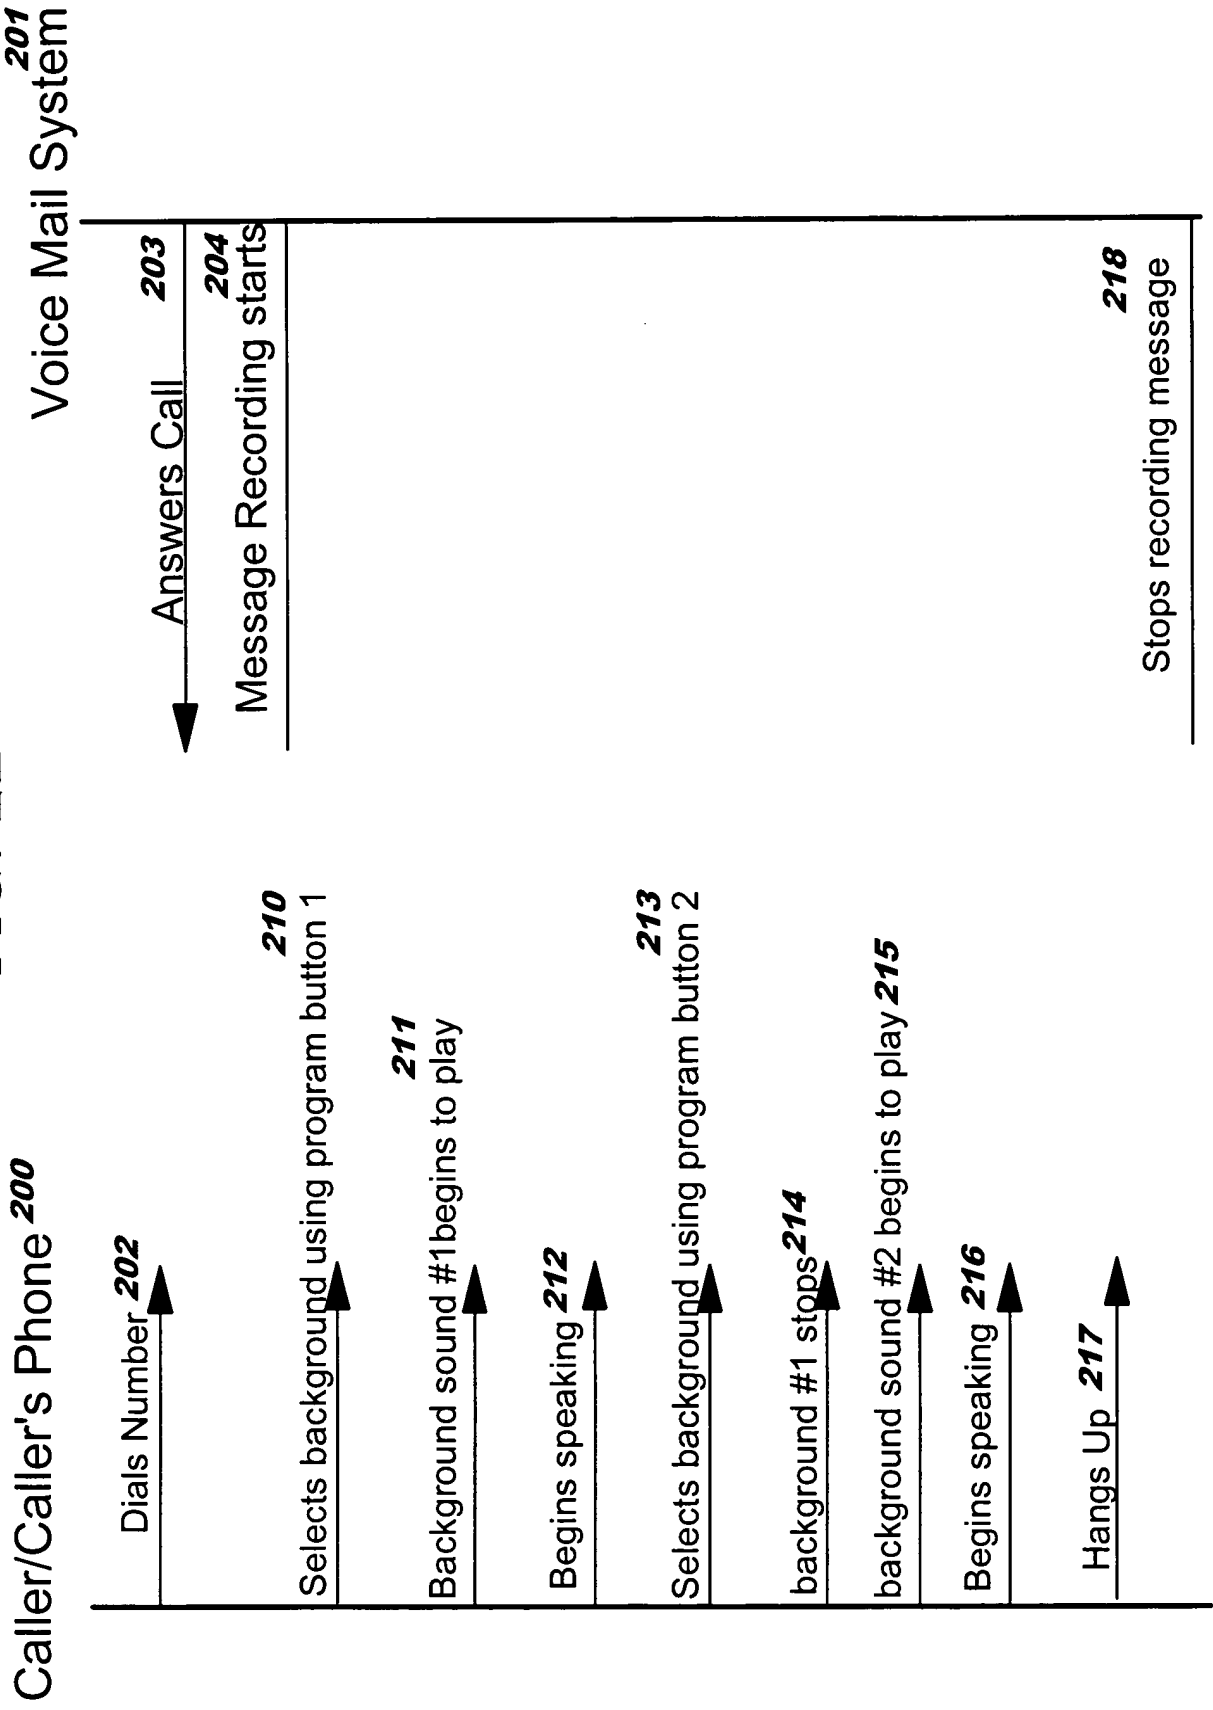 Caller/Caller's Phone 200
Voice Mail System
201
Dials Number 202
203
Answers Call
204
Message Recording starts
210
Selects background using program button 1
211
Background sound #1begins to play
Begins speaking 212
213
Selects background using program button 2
background #1 stops 214
background sound #2 begins to play 215
Begins speaking 216
Hangs Up 217
218
Stops recording message